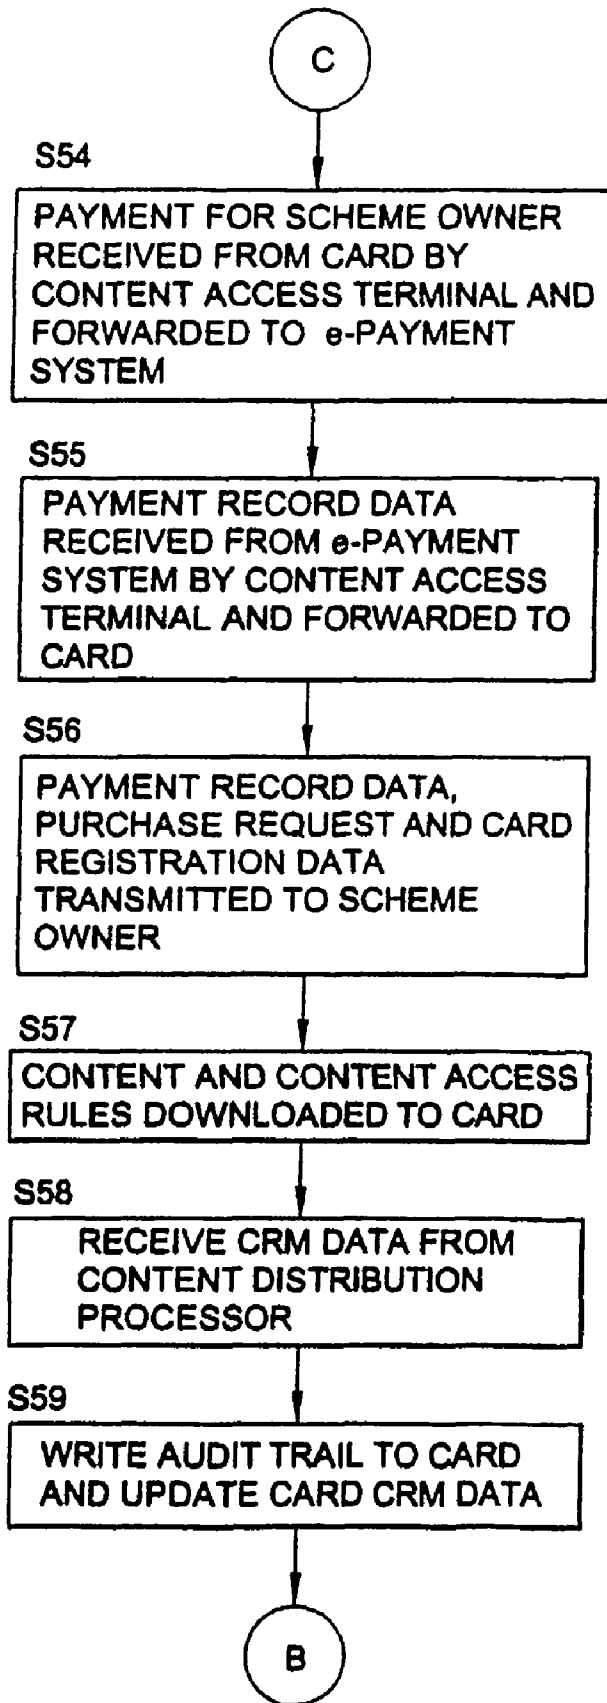 C
S54
PAYMENT FOR SCHEME OWNER
RECEIVED FROM CARD BY
CONTENT ACCESS TERMINAL AND
FORWARDED TO e-PAYMENT
SYSTEM
S55
PAYMENT RECORD DATA
RECEIVED FROM e-PAYMENT
SYSTEM BY CONTENT ACCESS
TERMINAL AND FORWARDED TO
CARD
S56
PAYMENT RECORD DATA,
PURCHASE REQUEST AND CARD
REGISTRATION DATA
TRANSMITTED TO SCHEME
OWNER
S57
CONTENT AND CONTENT ACCESS
RULES DOWNLOADED TO CARD
S58
RECEIVE CRM DATA FROM
CONTENT DISTRIBUTION
PROCESSOR
S59
WRITE AUDIT TRAIL TO CARD
AND UPDATE CARD CRM DATA
B